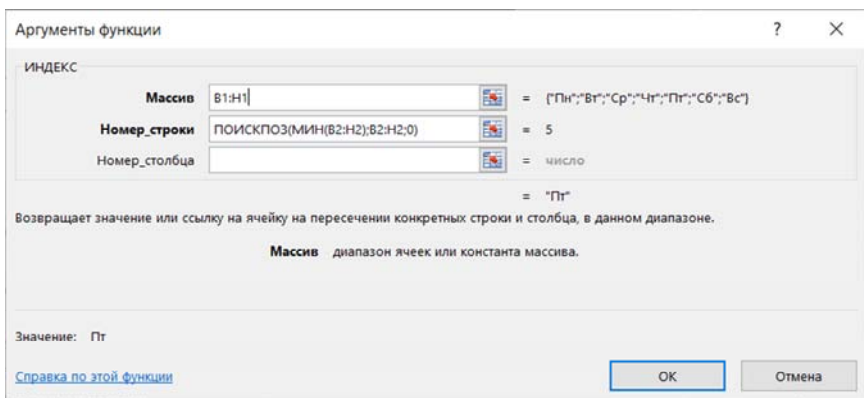 Аргументы функции ? ×
ИНДЕКС
Массив B1:H1 = {"Пн";"Вт";"Ср";"Чт";"Пт";"Сб";"Вс"}
Номер_строки ПОИСКПОЗ(МИН(B2:H2);B2:H2;0) = 5
Номер_столбца = число
= "Пт"
Возвращает значение или ссылку на ячейку на пересечении конкретных строки и столбца, в данном диапазоне.
Массив диапазон ячеек или константа массива.
Значение: Пт
Справка по этой функции ОК Отмена